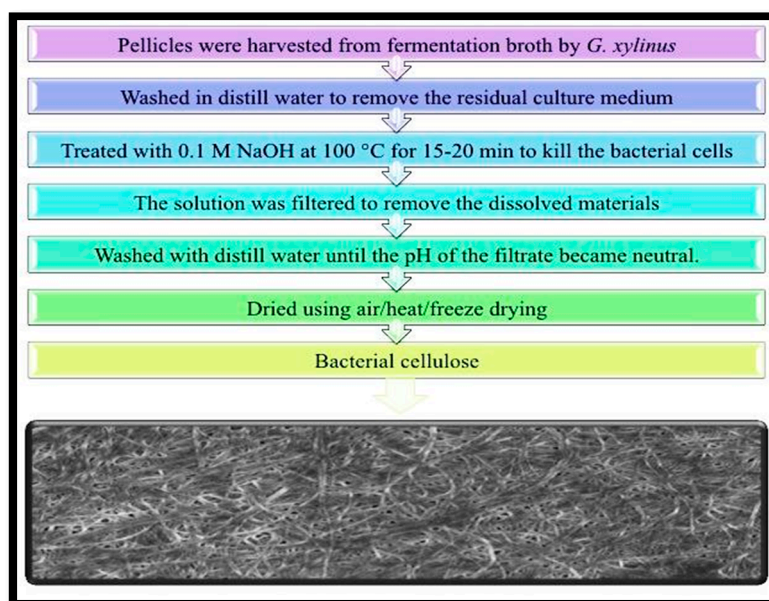 Pellicles were harvested from fermentation broth by G. xylinus
Washed in distill water to remove the residual culture medium
Treated with 0.1 M NaOH at 100 °C for 15-20 min to kill the bacterial cells
The solution was filtered to remove the dissolved materials
Washed with distill water until the pH of the filtrate became neutral.
Dried using air/heat/freeze drying
Bacterial cellulose